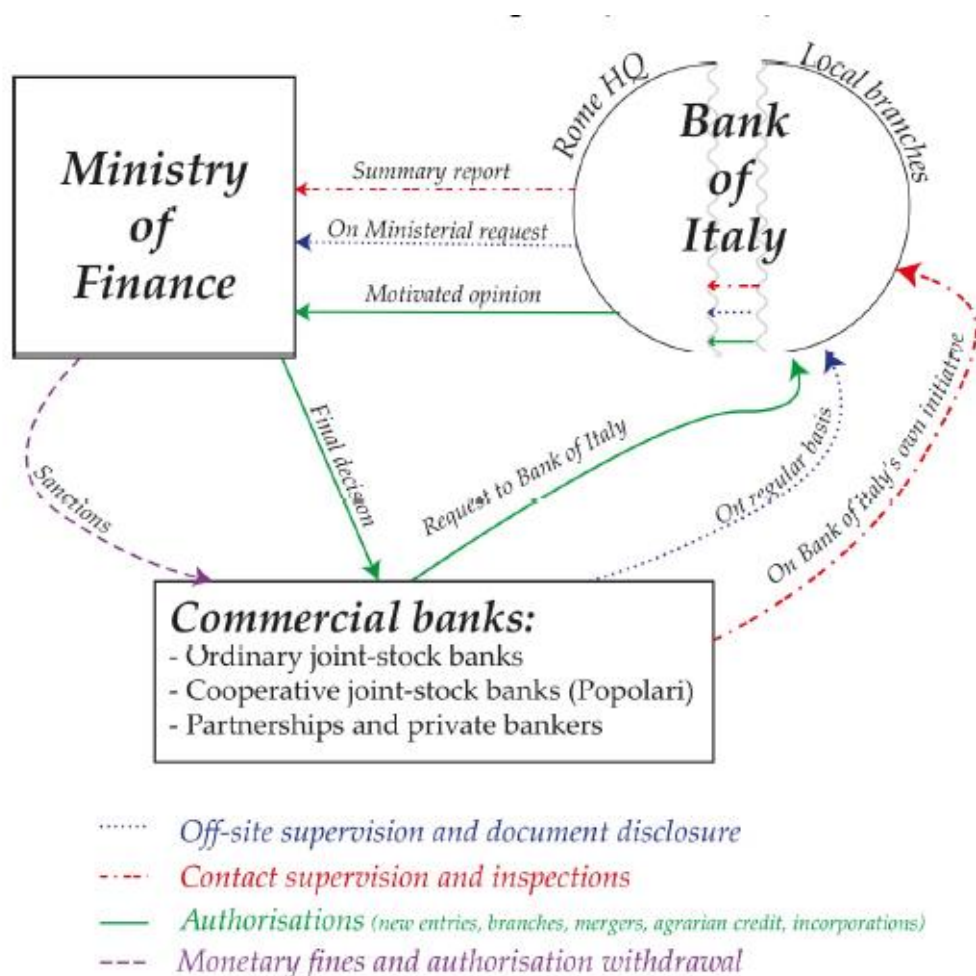 Rome HQ
Local branches
Bank
of
Italy
Ministry
of
Finance
Summary report
On Ministerial request
Motivated opinion
Final decision
Sanctions
Request to Bank of Italy
On regular basis
On Bank of Italy's own initiative
Commercial banks:
- Ordinary joint-stock banks
- Cooperative joint-stock banks (Popolari)
- Partnerships and private bankers
Off-site supervision and document disclosure
Contact supervision and inspections
Authorisations (new entries, branches, mergers, agrarian credit, incorporations)
Monetary fines and authorisation withdrawal